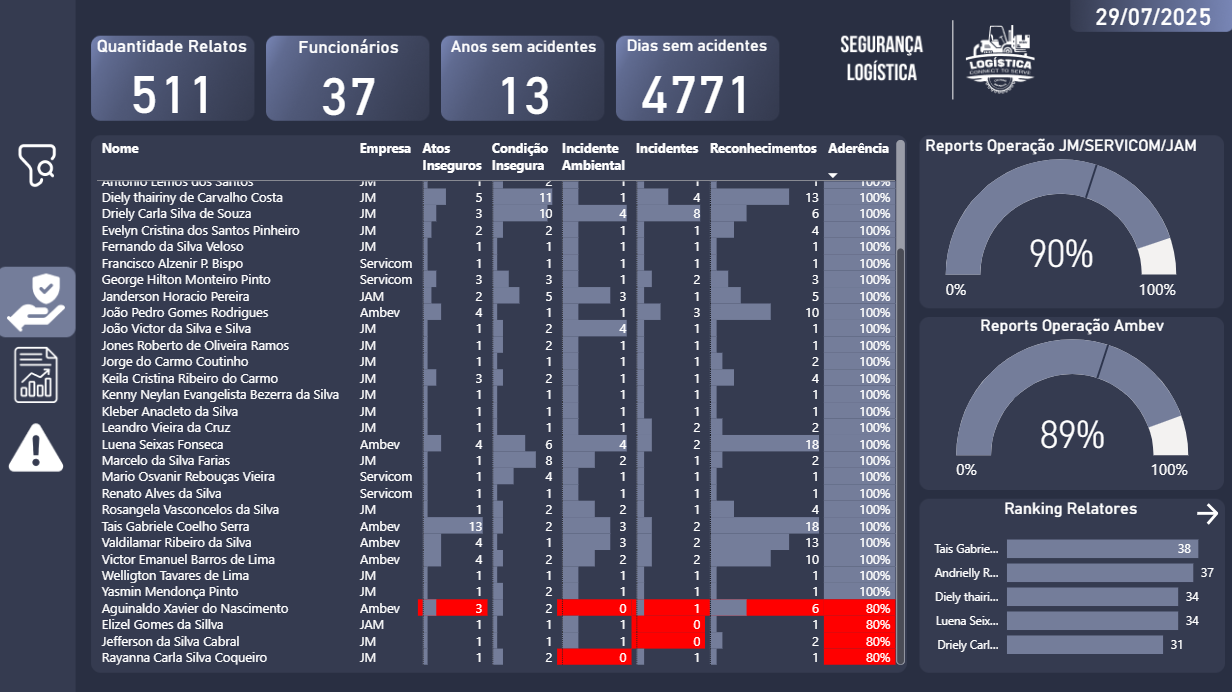 29/07/2025
Quantidade Relatos
511
Funcionários
37
Anos sem acidentes
13
Dias sem acidentes
4771
SEGURANÇA
LOGÍSTICA
LOGÍSTICA
CONNECT TO SERVE
Nome Empresa Atos Inseguros Condição Insegura Incidente Ambiental Incidentes Reconhecimentos Aderência
Antonio Lemos dos Santos JM 1 2 1 1 1 100%
Diely thairiny de Carvalho Costa JM 5 11 1 4 13 100%
Driely Carla Silva de Souza JM 3 10 4 8 6 100%
Evelyn Cristina dos Santos Pinheiro JM 2 2 1 1 4 100%
Fernando da Silva Veloso JM 1 1 1 1 1 100%
Francisco Alzenir P. Bispo Servicom 1 1 1 1 1 100%
George Hilton Monteiro Pinto Servicom 3 3 1 2 3 100%
Janderson Horacio Pereira JAM 2 5 3 1 5 100%
João Pedro Gomes Rodrigues Ambev 4 1 1 3 10 100%
João Victor da Silva e Silva JM 1 2 4 1 1 100%
Jones Roberto de Oliveira Ramos JM 1 2 1 1 1 100%
Jorge do Carmo Coutinho JM 1 1 1 1 2 100%
Keila Cristina Ribeiro do Carmo JM 3 2 1 1 4 100%
Kenny Neylan Evangelista Bezerra da Silva JM 1 1 1 1 1 100%
Kleber Anacleto da Silva JM 1 1 1 1 1 100%
Leandro Vieira da Cruz JM 1 1 1 2 2 100%
Luena Seixas Fonseca Ambev 4 6 4 2 18 100%
Marcelo da Silva Farias JM 1 8 2 1 2 100%
Mario Osvanir Rebouças Vieira Servicom 1 4 1 1 1 100%
Renato Alves da Silva Servicom 1 1 1 1 1 100%
Rosangela Vasconcelos da Silva JM 1 2 2 1 4 100%
Tais Gabriele Coelho Serra Ambev 13 2 3 2 18 100%
Valdilamar Ribeiro da Silva Ambev 4 1 3 2 13 100%
Victor Emanuel Barros de Lima Ambev 4 2 2 2 10 100%
Welligton Tavares de Lima JM 1 1 1 1 1 100%
Yasmin Mendonça Pinto JM 1 2 1 1 1 100%
Aguinaldo Xavier do Nascimento Ambev 3 2 0 1 6 80%
Elizel Gomes da Sillva JAM 1 1 1 0 1 80%
Jefferson da Silva Cabral JM 1 1 1 0 2 80%
Rayanna Carla Silva Coqueiro JM 1 2 0 1 1 80%
Reports Operação JM/SERVICOM/JAM
90%
0% 100%
Reports Operação Ambev
89%
0% 100%
Ranking Relatores
Tais Gabrie... 38
Andrielly R... 37
Diely thairi... 34
Luena Seix... 34
Driely Carl... 31